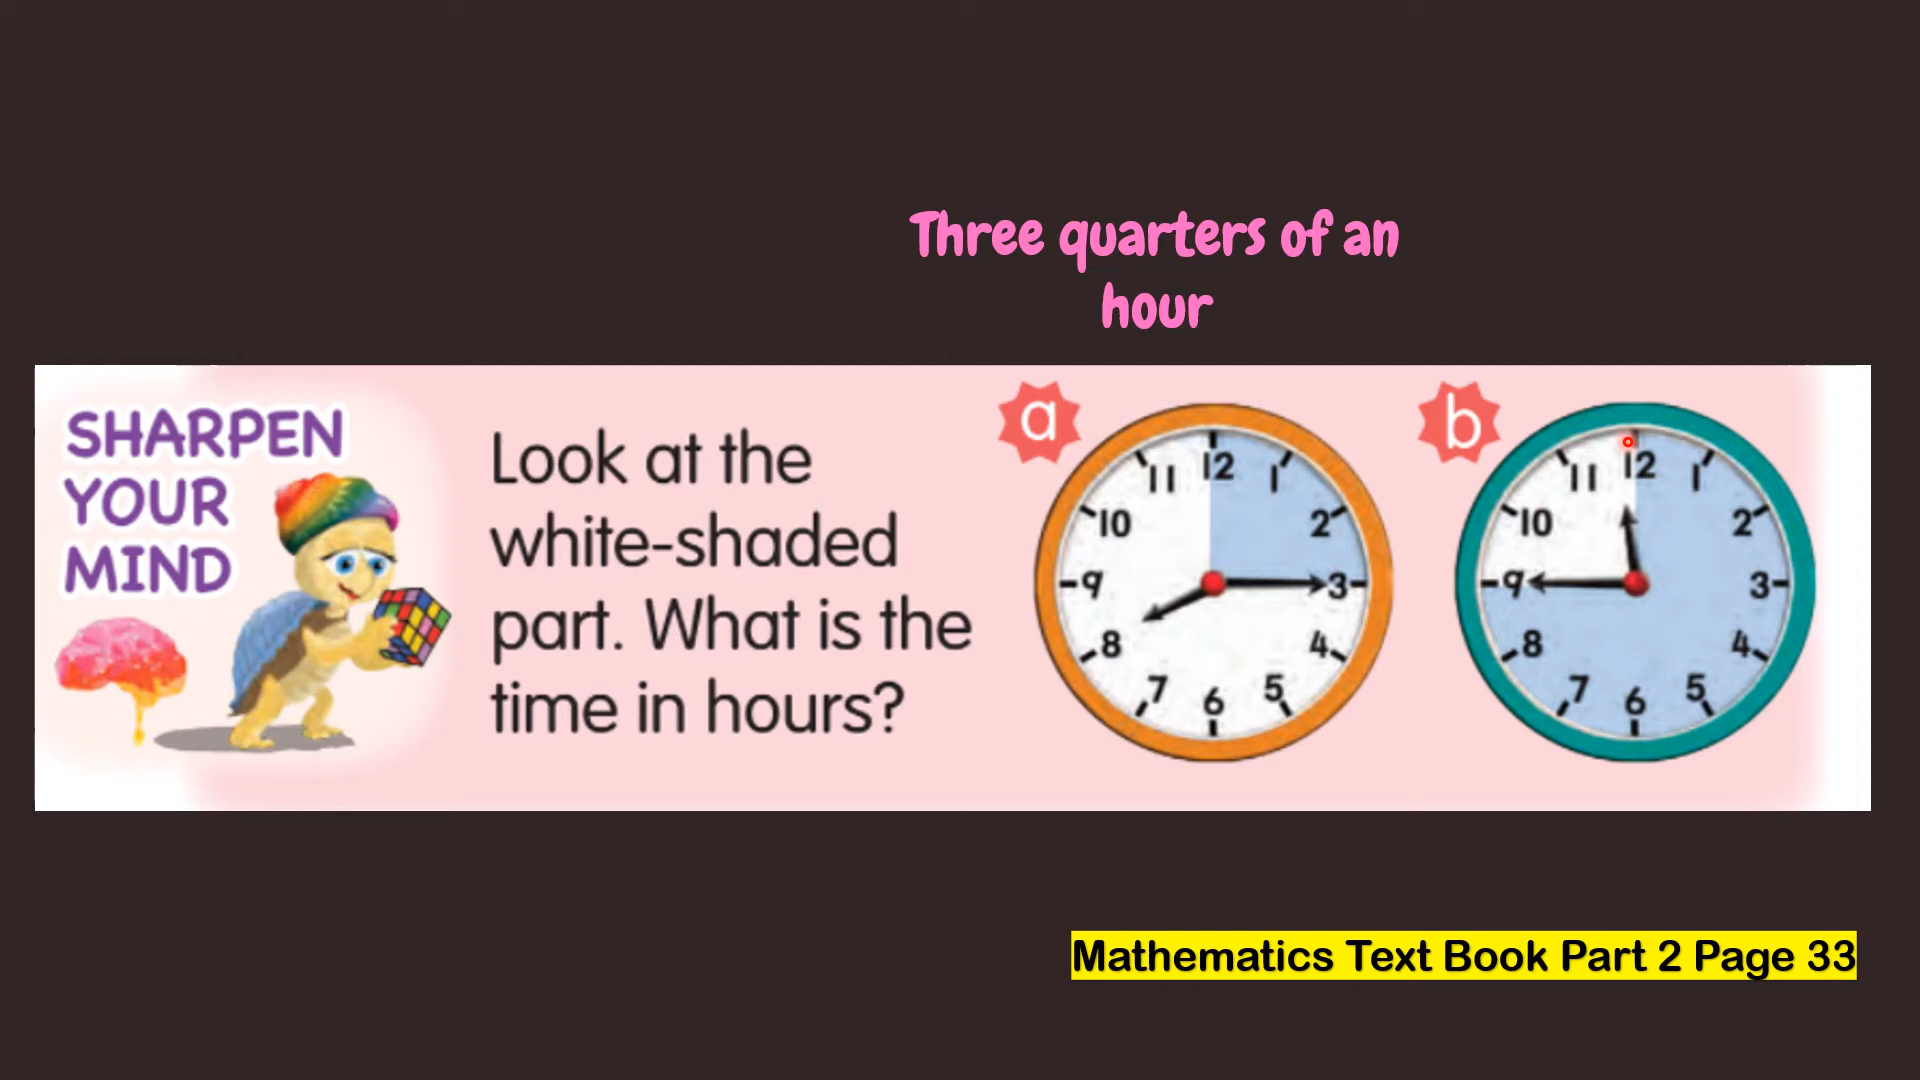 Three quarters of an
hour
SHARPEN
YOUR
MIND
Look at the
white-shaded
part. What is the
time in hours?
a
12
1
2
3
4
5
6
7
8
9
10
11
b
12
1
2
3
4
5
6
7
8
9
10
11
Mathematics Text Book Part 2 Page 33